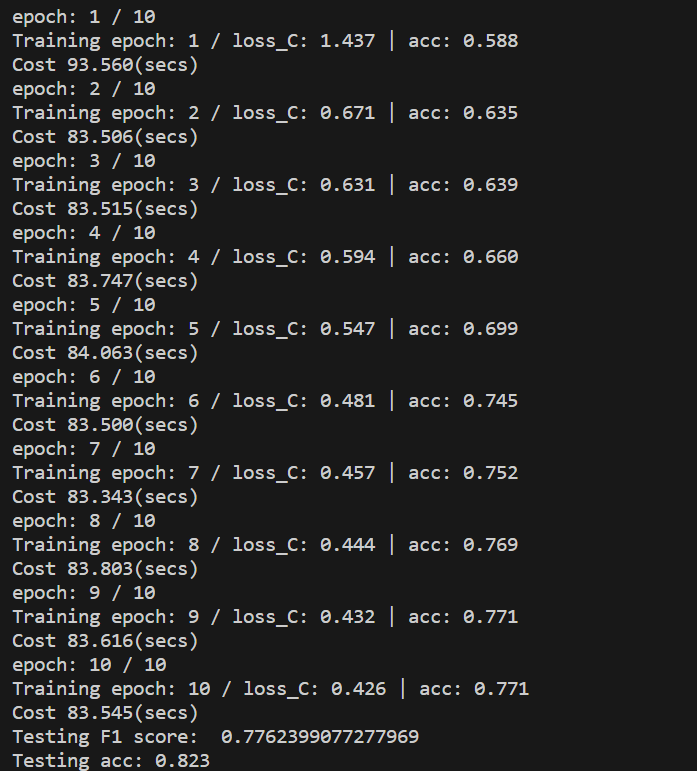 epoch: 1 / 10
Training epoch: 1 / loss_C: 1.437 | acc: 0.588
Cost 93.560(secs)
epoch: 2 / 10
Training epoch: 2 / loss_C: 0.671 | acc: 0.635
Cost 83.506(secs)
epoch: 3 / 10
Training epoch: 3 / loss_C: 0.631 | acc: 0.639
Cost 83.515(secs)
epoch: 4 / 10
Training epoch: 4 / loss_C: 0.594 | acc: 0.660
Cost 83.747(secs)
epoch: 5 / 10
Training epoch: 5 / loss_C: 0.547 | acc: 0.699
Cost 84.063(secs)
epoch: 6 / 10
Training epoch: 6 / loss_C: 0.481 | acc: 0.745
Cost 83.500(secs)
epoch: 7 / 10
Training epoch: 7 / loss_C: 0.457 | acc: 0.752
Cost 83.343(secs)
epoch: 8 / 10
Training epoch: 8 / loss_C: 0.444 | acc: 0.769
Cost 83.803(secs)
epoch: 9 / 10
Training epoch: 9 / loss_C: 0.432 | acc: 0.771
Cost 83.616(secs)
epoch: 10 / 10
Training epoch: 10 / loss_C: 0.426 | acc: 0.771
Cost 83.545(secs)
Testing F1 score:  0.7762399077277969
Testing acc: 0.823